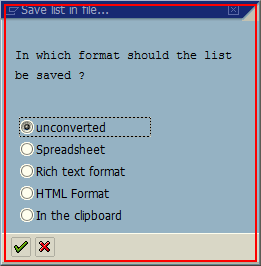 Save list in file...
In which format should the list
be saved ?
unconverted
Spreadsheet
Rich text format
HTML Format
In the clipboard